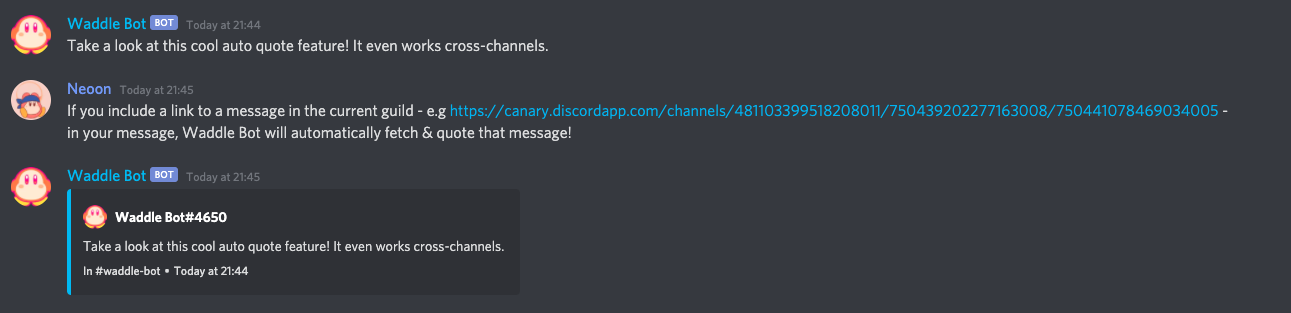 Waddle Bot BOT Today at 21:44
Take a look at this cool auto quote feature! It even works cross-channels.
Neoon Today at 21:45
If you include a link to a message in the current guild - e.g https://canary.discordapp.com/channels/481103399518208011/750439202277163008/750441078469034005 -
in your message, Waddle Bot will automatically fetch & quote that message!
Waddle Bot BOT Today at 21:45
Waddle Bot#4650
Take a look at this cool auto quote feature! It even works cross-channels.
In #waddle-bot • Today at 21:44